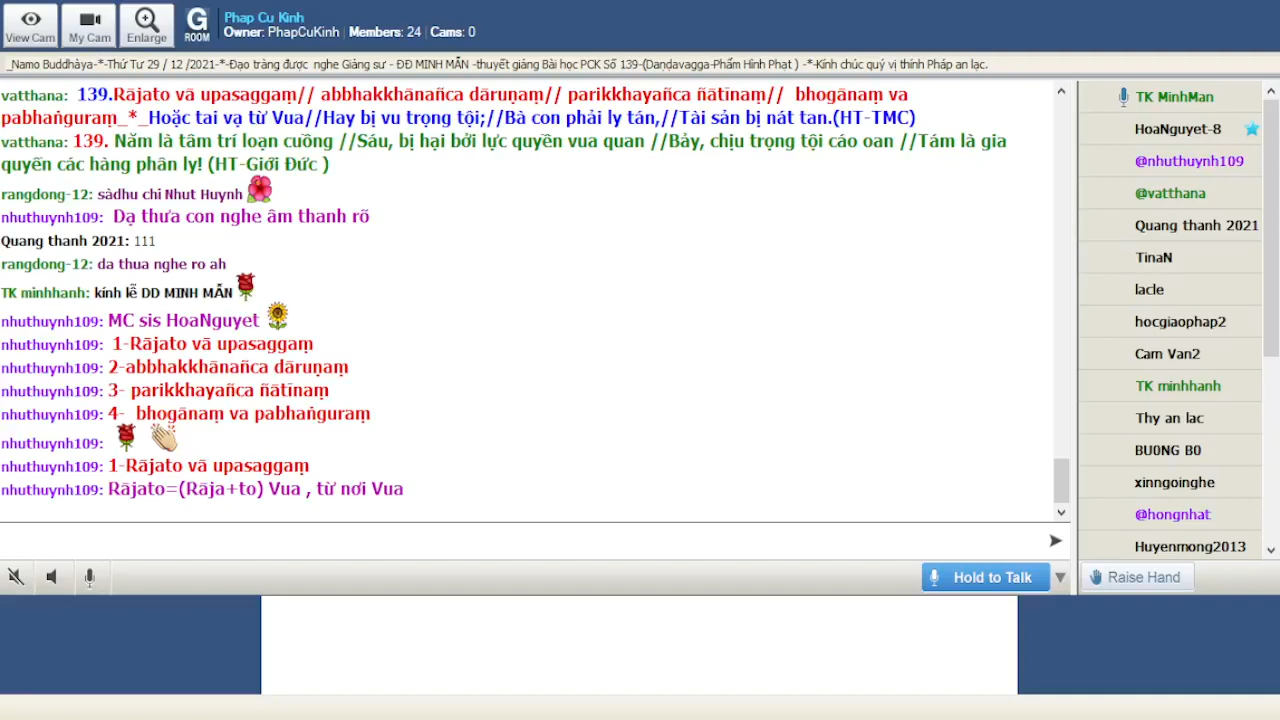 View Cam
My Cam
Enlarge
G
ROOM
Phap Cu Kinh
Owner: PhapCuKinh | Members: 24 | Cams: 0
_Namo Buddhàya-*-Thứ Tư 29 / 12 /2021-*-Đạo tràng được nghe Giảng sư - ĐĐ MINH MẪN -thuyết giảng Bài học PCK Số 139-(Daṇḍavagga-Phẩm Hình Phạt ) -*-Kính chúc quý vị thính Pháp an lạc.
vatthana: 139.Rājato vā upasaggaṃ// abbhakkhānañca dāruṇaṃ// parikkhayañca ñātīnaṃ// bhogānaṃ va
pabhaṅguraṃ_*_Hoặc tai vạ từ Vua//Hay bị vu trọng tội;//Bà con phải ly tán,//Tài sản bị nát tan.(HT-TMC)
vatthana: 139. Năm là tâm trí loạn cuồng //Sáu, bị hại bởi lực quyền vua quan //Bảy, chịu trọng tội cáo oan //Tám là gia
quyến các hàng phân ly! (HT-Giới Đức )
rangdong-12: sàdhu chi Nhut Huynh
nhuthuynh109: Dạ thưa con nghe âm thanh rõ
Quang thanh 2021: 111
rangdong-12: da thua nghe ro ah
TK minhhanh: kính lễ DD MINH MẪN
nhuthuynh109: MC sis HoaNguyet
nhuthuynh109: 1-Rājato vā upasaggaṃ
nhuthuynh109: 2-abbhakkhānañca dāruṇaṃ
nhuthuynh109: 3- parikkhayañca ñātīnaṃ
nhuthuynh109: 4- bhogānaṃ va pabhaṅguraṃ
nhuthuynh109:
nhuthuynh109: 1-Rājato vā upasaggaṃ
nhuthuynh109: Rājato=(Rāja+to) Vua , từ nơi Vua
TK MinhMan
HoaNguyet-8
@nhuthuynh109
@vatthana
Quang thanh 2021
TinaN
lacle
hocgiaophap2
Cam Van2
TK minhhanh
Thy an lac
BU0NG B0
xinngoinghe
@hongnhat
Huyenmong2013
Hold to Talk
Raise Hand